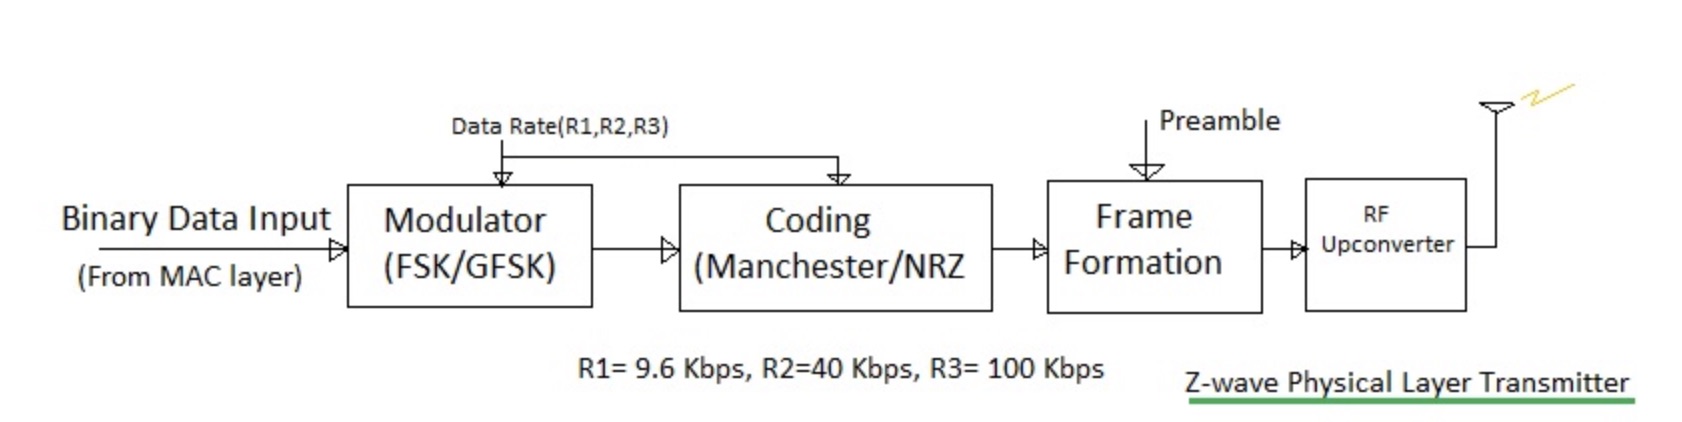 Data Rate(R1,R2,R3)
Preamble
Binary Data Input
(From MAC layer)
Modulator
(FSK/GFSK)
Coding
(Manchester/NRZ
Frame
Formation
RF
Upconverter
R1= 9.6 Kbps, R2=40 Kbps, R3= 100 Kbps
Z-wave Physical Layer Transmitter